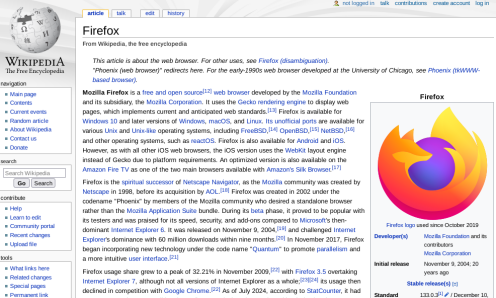 not logged in talk contributions create account log in
article talk edit history
Firefox
From Wikipedia, the free encyclopedia
This article is about the web browser. For other uses, see Firefox (disambiguation).
"Phoenix (web browser)" redirects here. For the early-1990s web browser developed at the University of Chicago, see Phoenix (tkWWW-
based browser).
Mozilla Firefox is a free and open source[12] web browser developed by the Mozilla Foundation
and its subsidiary, the Mozilla Corporation. It uses the Gecko rendering engine to display web
pages, which implements current and anticipated web standards.[13] Firefox is available for
Windows 10 and later versions of Windows, macOS, and Linux. Its unofficial ports are available for
various Unix and Unix-like operating systems, including FreeBSD,[14] OpenBSD,[15] NetBSD,[16]
and other operating systems, such as reactOS. Firefox is also available for Android and iOS.
However, as with all other iOS web browsers, the iOS version uses the WebKit layout engine
instead of Gecko due to platform requirements. An optimized version is also available on the
Amazon Fire TV as one of the two main browsers available with Amazon's Silk Browser.[17]
Firefox is the spiritual successor of Netscape Navigator, as the Mozilla community was created by
Netscape in 1998, before its acquisition by AOL.[18] Firefox was created in 2002 under the
codename "Phoenix" by members of the Mozilla community who desired a standalone browser
rather than the Mozilla Application Suite bundle. During its beta phase, it proved to be popular with
its testers and was praised for its speed, security, and add-ons compared to Microsoft's then-
dominant Internet Explorer 6. It was released on November 9, 2004,[19] and challenged Internet
Explorer's dominance with 60 million downloads within nine months.[20] In November 2017, Firefox
began incorporating new technology under the code name "Quantum" to promote parallelism and
a more intuitive user interface.[21]
Firefox usage share grew to a peak of 32.21% in November 2009,[22] with Firefox 3.5 overtaking
Internet Explorer 7, although not all versions of Internet Explorer as a whole;[23][24] its usage then
declined in competition with Google Chrome.[22] As of July 2024, according to StatCounter, it had
Firefox
Firefox logo used since October 2019
Developer(s) Mozilla Foundation and its
contributors
Mozilla Corporation
Initial release November 9, 2004; 20
years ago
Stable release(s) [±]
Standard 133.0.3[1] / December 10,
WIKIPEDIA
The Free Encyclopedia
navigation
Main page
Contents
Current events
Random article
About Wikipedia
Contact us
Donate
search
Search Wikipedia
Go Search
contribute
Help
Learn to edit
Community portal
Recent changes
Upload file
tools
What links here
Related changes
Special pages
Permanent link